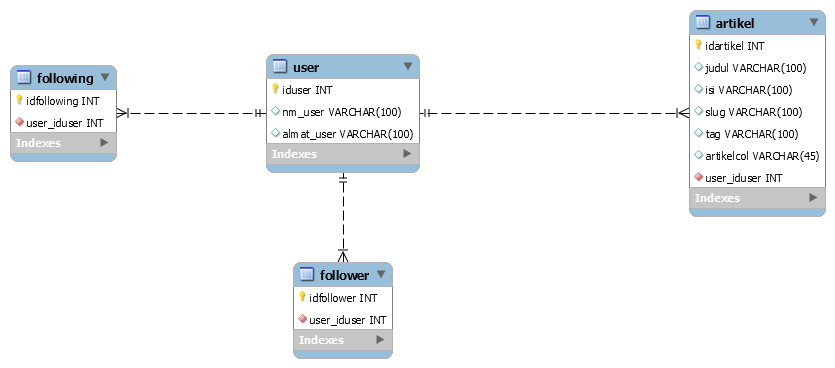 following
idfollowing INT
user_iduser INT
Indexes
user
iduser INT
nm_user VARCHAR(100)
almat_user VARCHAR(100)
Indexes
artikel
idartikel INT
judul VARCHAR(100)
isi VARCHAR(100)
slug VARCHAR(100)
tag VARCHAR(100)
artikelcol VARCHAR(45)
user_iduser INT
Indexes
follower
idfollower INT
user_iduser INT
Indexes